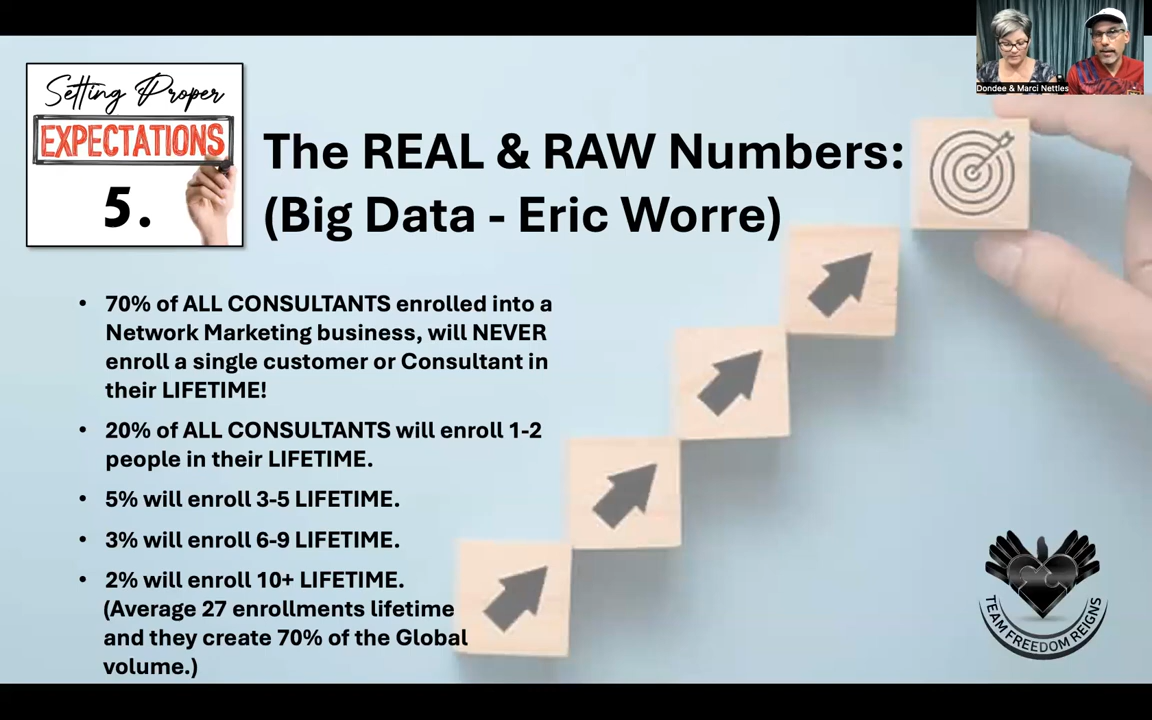 Dondee & Marci Nettles
Setting Proper
EXPECTATIONS
5.
The REAL & RAW Numbers:
(Big Data - Eric Worre)
• 70% of ALL CONSULTANTS enrolled into a
Network Marketing business, will NEVER
enroll a single customer or Consultant in
their LIFETIME!
• 20% of ALL CONSULTANTS will enroll 1-2
people in their LIFETIME.
• 5% will enroll 3-5 LIFETIME.
• 3% will enroll 6-9 LIFETIME.
• 2% will enroll 10+ LIFETIME.
(Average 27 enrollments lifetime
and they create 70% of the Global
volume.)
TEAM FREEDOM REIGNS